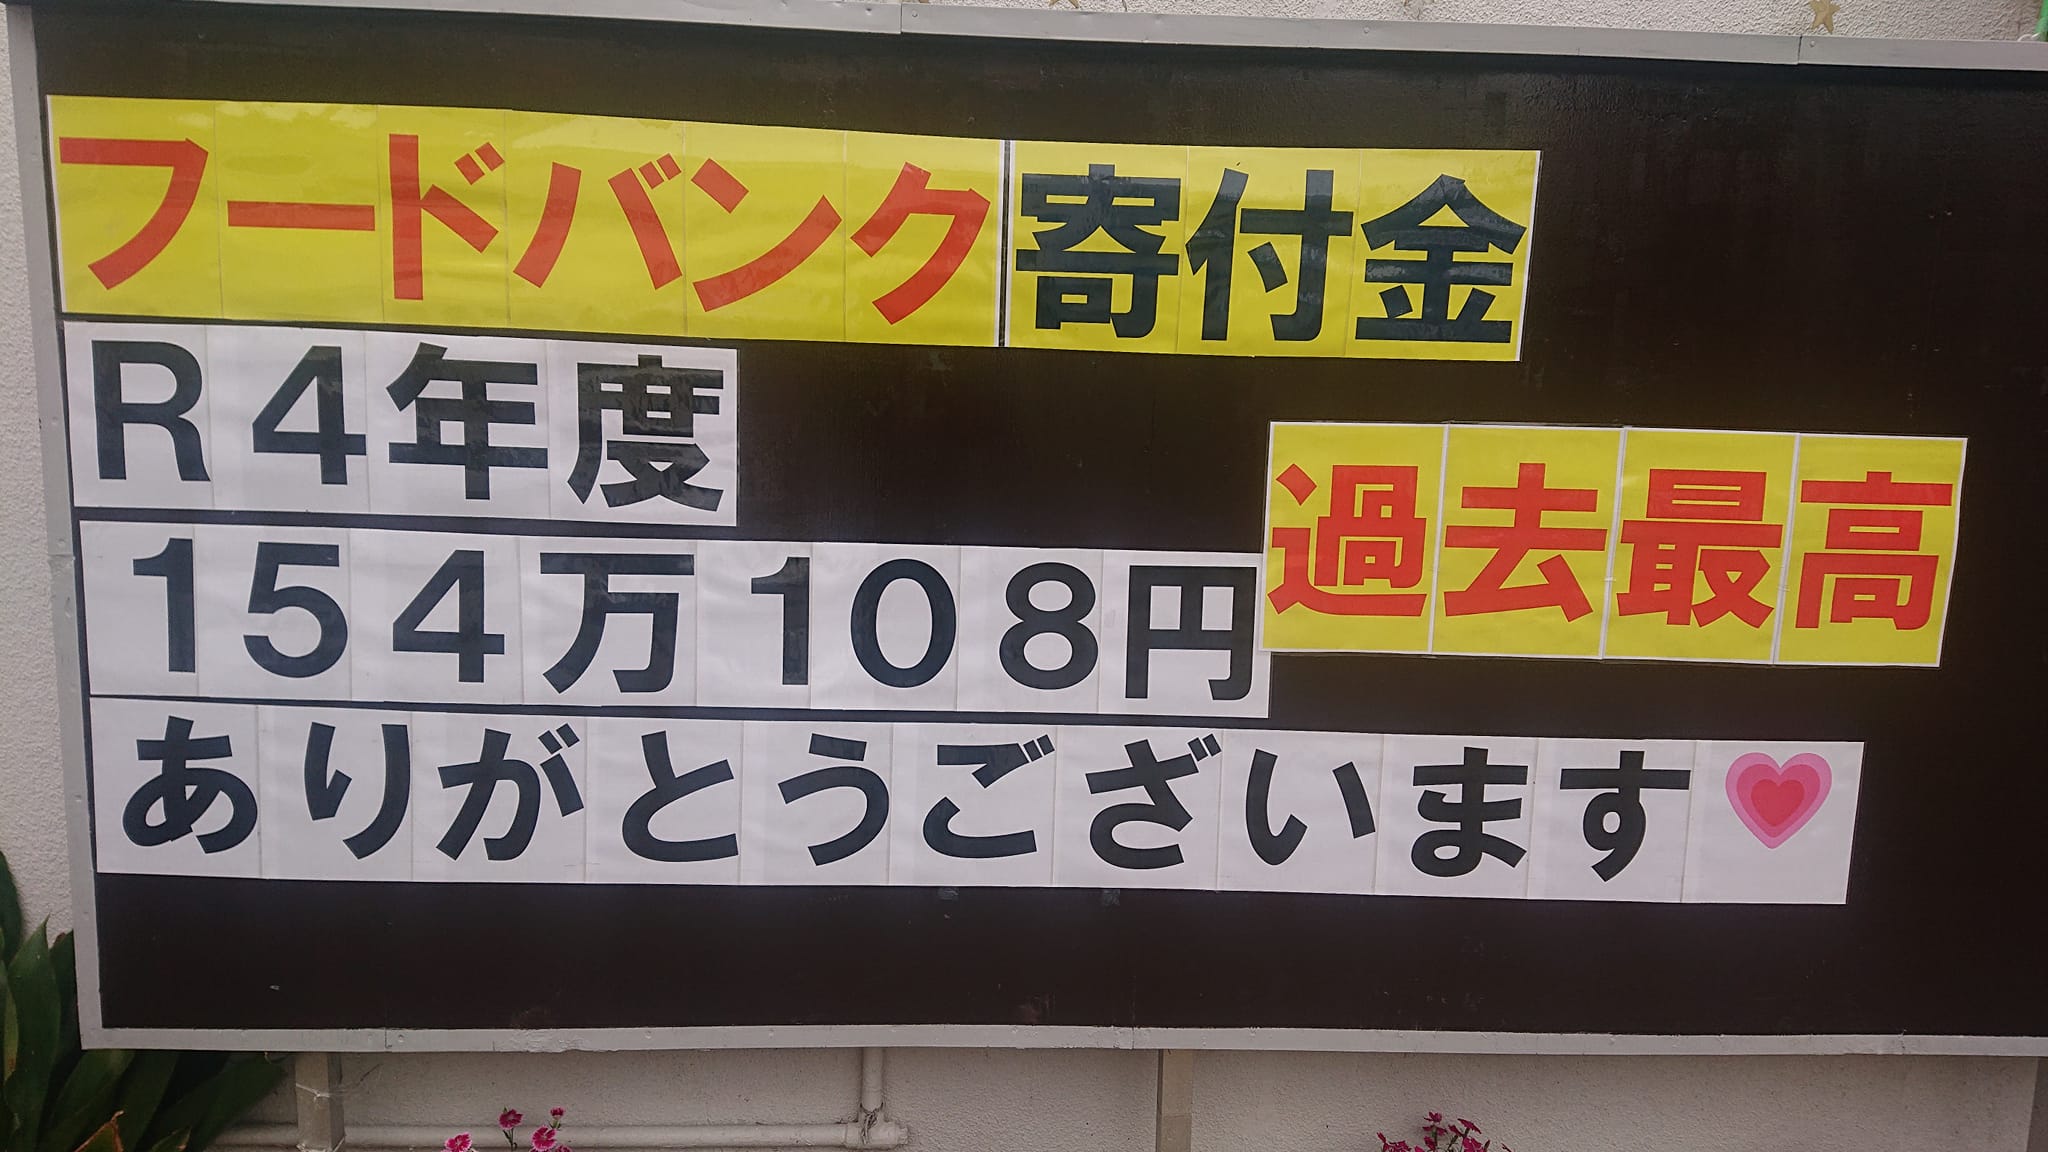 フードバンク寄付金
R4年度
154万108円
過去最高
ありがとうございます💗